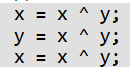 x = x ^ y;
y = x ^ y;
x = x ^ y;